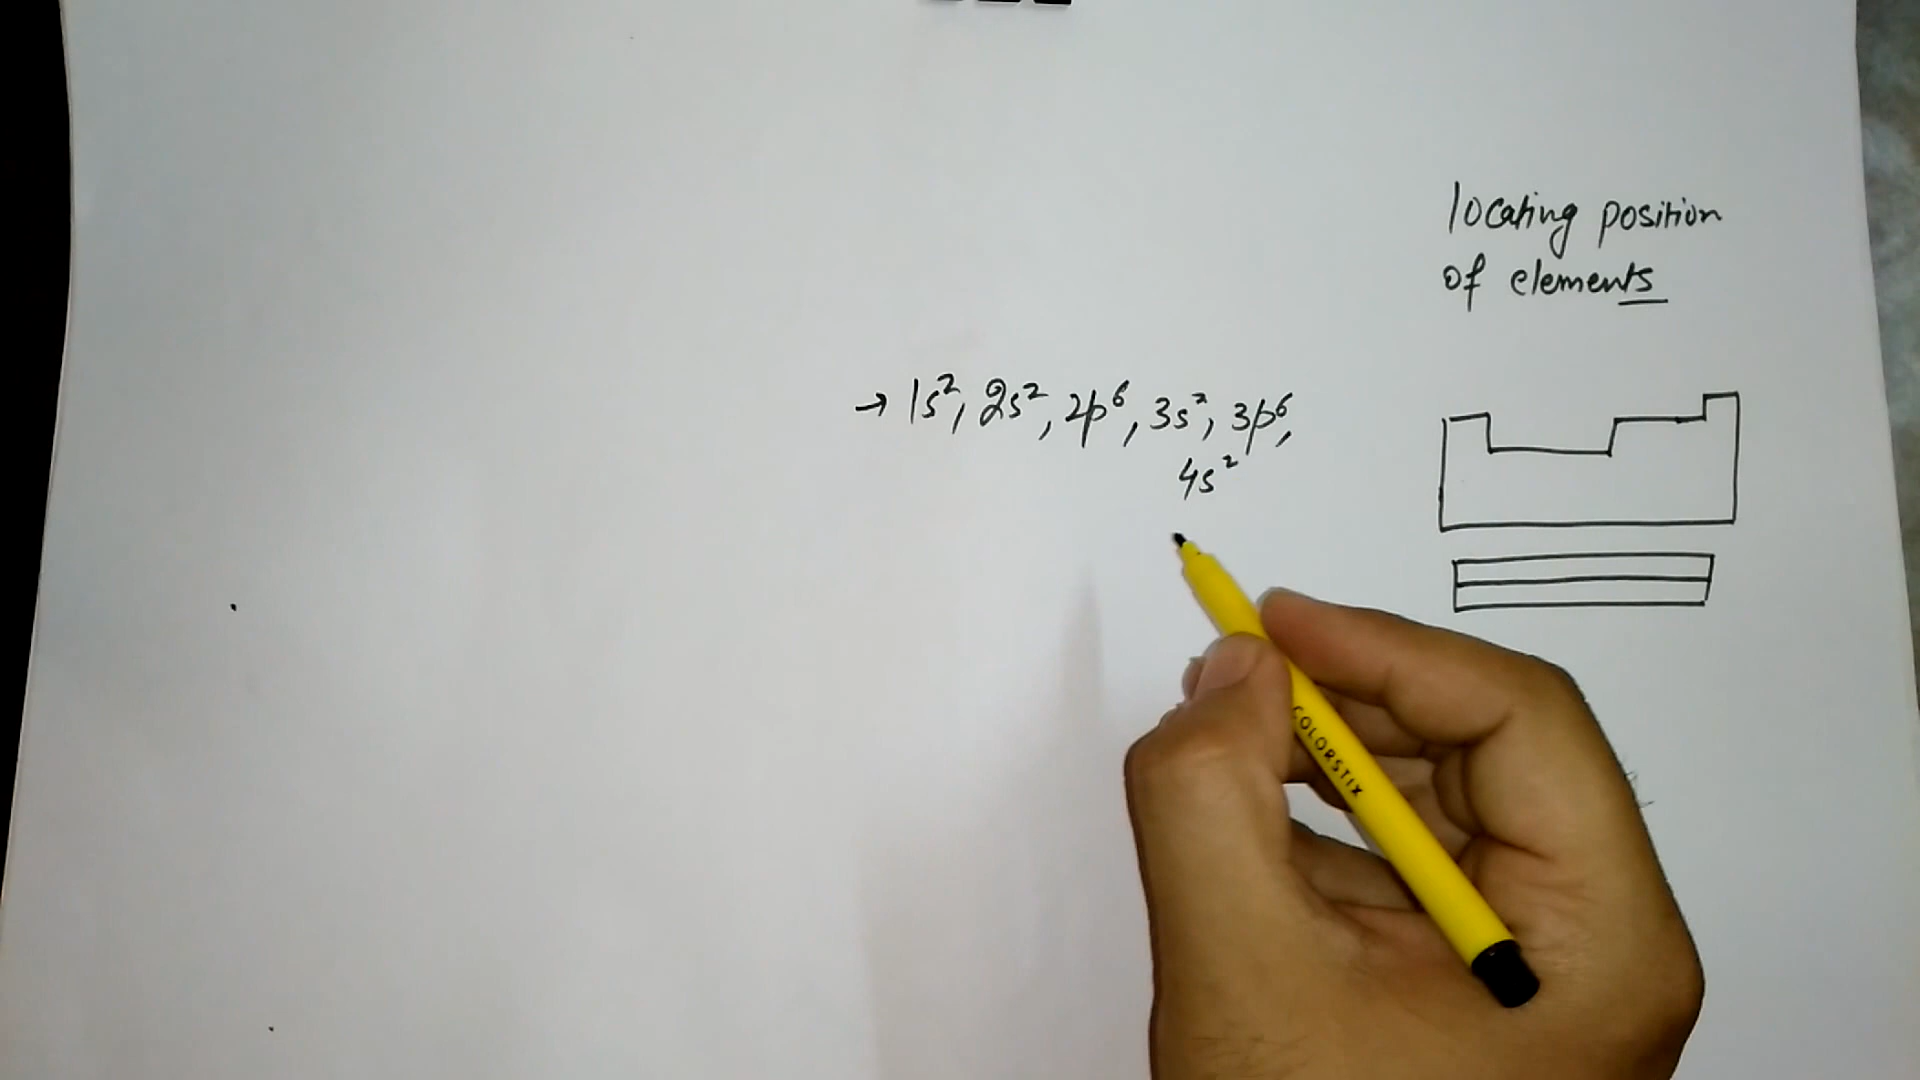 locating position
of elements
→ 1s², 2s², 2p⁶, 3s², 3p⁶,
4s²
COLORSTIX